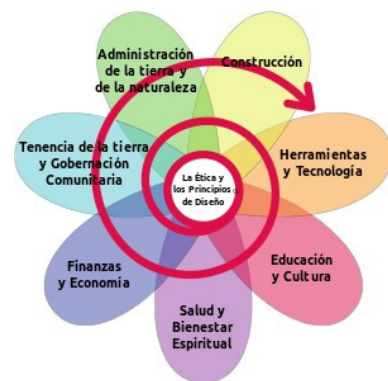 Administración
de la tierra y
de la naturaleza
Construcción
Tenencia de la tierra
y Gobernación
Comunitaria
Herramientas
y Tecnología
La Ética y
los Principios
de Diseño
Finanzas
y Economía
Educación
y Cultura
Salud y
Bienestar
Espiritual